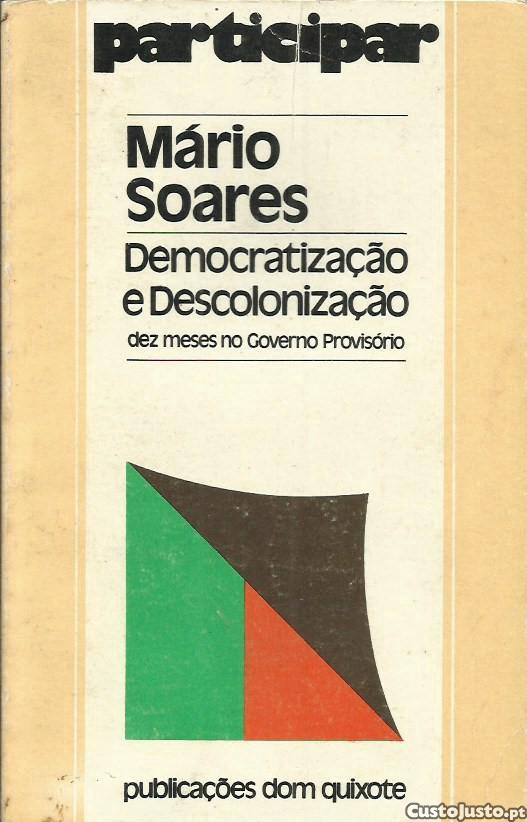 participar
Mário
Soares
Democratização
e Descolonização
dez meses no Governo Provisório
publicações dom quixote
CustoJusto.pt